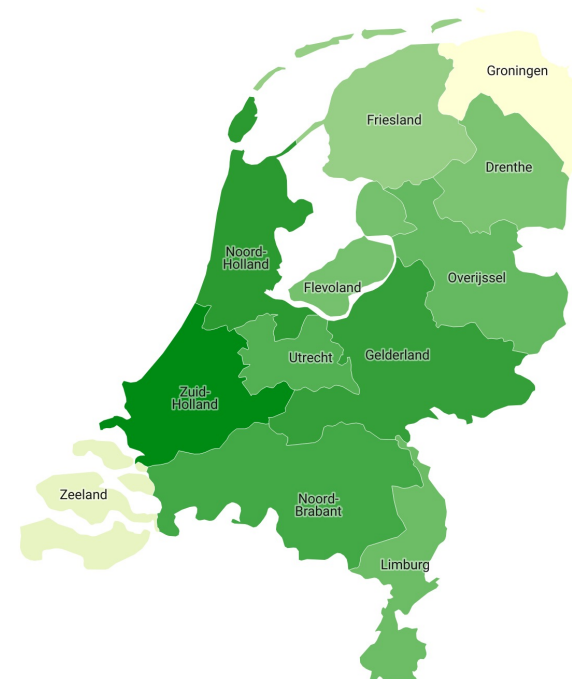 Groningen
Friesland
Drenthe
Noord-
Holland
Overijssel
Flevoland
Utrecht
Gelderland
Zuid-
Holland
Zeeland
Noord-
Brabant
Limburg